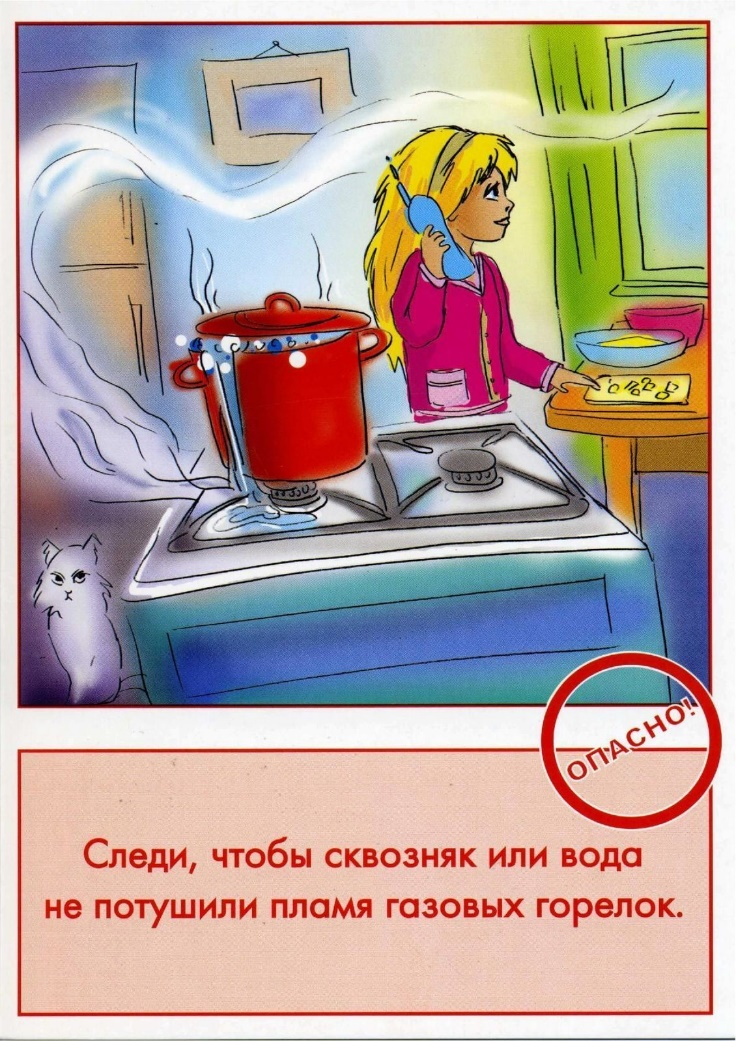 ОПАСНО!
Следи, чтобы сквозняк или вода
не потушили пламя газовых горелок.